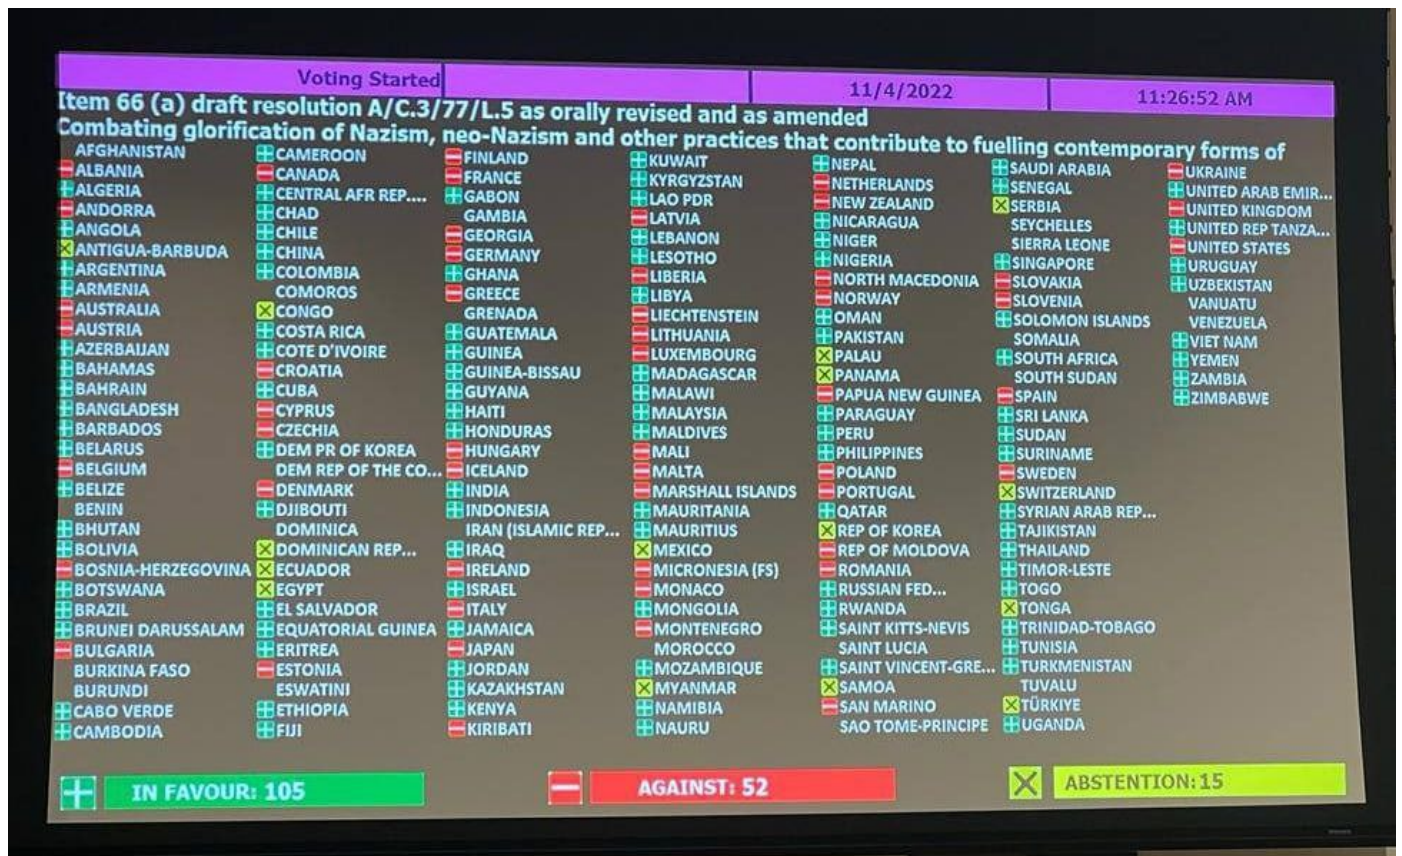 Voting Started 11/4/2022 11:26:52 AM
Item 66 (a) draft resolution A/C.3/77/L.5 as orally revised and as amended
Combating glorification of Nazism, neo-Nazism and other practices that contribute to fuelling contemporary forms of
AFGHANISTAN
ALBANIA
ALGERIA
ANDORRA
ANGOLA
ANTIGUA-BARBUDA
ARGENTINA
ARMENIA
AUSTRALIA
AUSTRIA
AZERBAIJAN
BAHAMAS
BAHRAIN
BANGLADESH
BARBADOS
BELARUS
BELGIUM
BELIZE
BENIN
BHUTAN
BOLIVIA
BOSNIA-HERZEGOVINA
BOTSWANA
BRAZIL
BRUNEI DARUSSALAM
BULGARIA
BURKINA FASO
BURUNDI
CABO VERDE
CAMBODIA
CAMEROON
CANADA
CENTRAL AFR REP....
CHAD
CHILE
CHINA
COLOMBIA
COMOROS
CONGO
COSTA RICA
COTE D'IVOIRE
CROATIA
CUBA
CYPRUS
CZECHIA
DEM PR OF KOREA
DEM REP OF THE CO...
DENMARK
DJIBOUTI
DOMINICA
DOMINICAN REP...
ECUADOR
EGYPT
EL SALVADOR
EQUATORIAL GUINEA
ERITREA
ESTONIA
ESWATINI
ETHIOPIA
FIJI
FINLAND
FRANCE
GABON
GAMBIA
GEORGIA
GERMANY
GHANA
GREECE
GRENADA
GUATEMALA
GUINEA
GUINEA-BISSAU
GUYANA
HAITI
HONDURAS
HUNGARY
ICELAND
INDIA
INDONESIA
IRAN (ISLAMIC REP...
IRAQ
IRELAND
ISRAEL
ITALY
JAMAICA
JAPAN
JORDAN
KAZAKHSTAN
KENYA
KIRIBATI
KUWAIT
KYRGYZSTAN
LAO PDR
LATVIA
LEBANON
LESOTHO
LIBERIA
LIBYA
LIECHTENSTEIN
LITHUANIA
LUXEMBOURG
MADAGASCAR
MALAWI
MALAYSIA
MALDIVES
MALI
MALTA
MARSHALL ISLANDS
MAURITANIA
MAURITIUS
MEXICO
MICRONESIA (FS)
MONACO
MONGOLIA
MONTENEGRO
MOROCCO
MOZAMBIQUE
MYANMAR
NAMIBIA
NAURU
NEPAL
NETHERLANDS
NEW ZEALAND
NICARAGUA
NIGER
NIGERIA
NORTH MACEDONIA
NORWAY
OMAN
PAKISTAN
PALAU
PANAMA
PAPUA NEW GUINEA
PARAGUAY
PERU
PHILIPPINES
POLAND
PORTUGAL
QATAR
REP OF KOREA
REP OF MOLDOVA
ROMANIA
RUSSIAN FED...
RWANDA
SAINT KITTS-NEVIS
SAINT LUCIA
SAINT VINCENT-GRE...
SAMOA
SAN MARINO
SAO TOME-PRINCIPE
SAUDI ARABIA
SENEGAL
SERBIA
SEYCHELLES
SIERRA LEONE
SINGAPORE
SLOVAKIA
SLOVENIA
SOLOMON ISLANDS
SOMALIA
SOUTH AFRICA
SOUTH SUDAN
SPAIN
SRI LANKA
SUDAN
SURINAME
SWEDEN
SWITZERLAND
SYRIAN ARAB REP...
TAJIKISTAN
THAILAND
TIMOR-LESTE
TOGO
TONGA
TRINIDAD-TOBAGO
TUNISIA
TURKMENISTAN
TUVALU
TÜRKIYE
UGANDA
UKRAINE
UNITED ARAB EMIR...
UNITED KINGDOM
UNITED REP TANZA...
UNITED STATES
URUGUAY
UZBEKISTAN
VANUATU
VENEZUELA
VIET NAM
YEMEN
ZAMBIA
ZIMBABWE
IN FAVOUR: 105 AGAINST: 52 ABSTENTION: 15